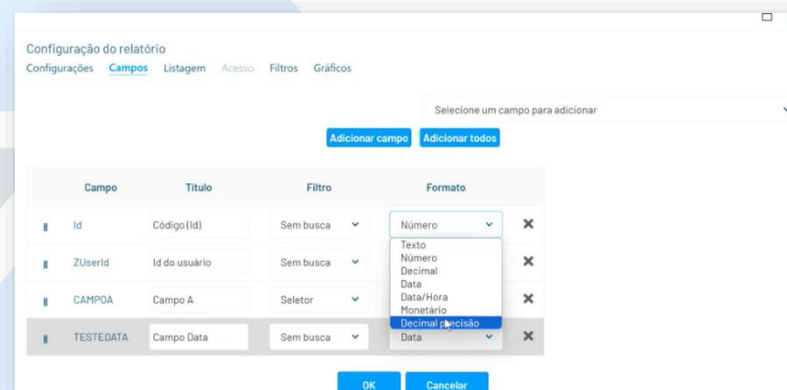 Configuração do relatório
Configurações Campos Listagem Acesso Filtros Gráficos
Selecione um campo para adicionar
Adicionar campo Adicionar todos
Campo Título Filtro Formato
Id Código (Id) Sem busca Número
Texto
Número
ZUserId Id do usuário Sem busca
Decimal
Data
CAMPOA Campo A Seletor Data/Hora
Monetário
Decimal precisão
TESTEDATA Campo Data Sem busca Data
OK Cancelar